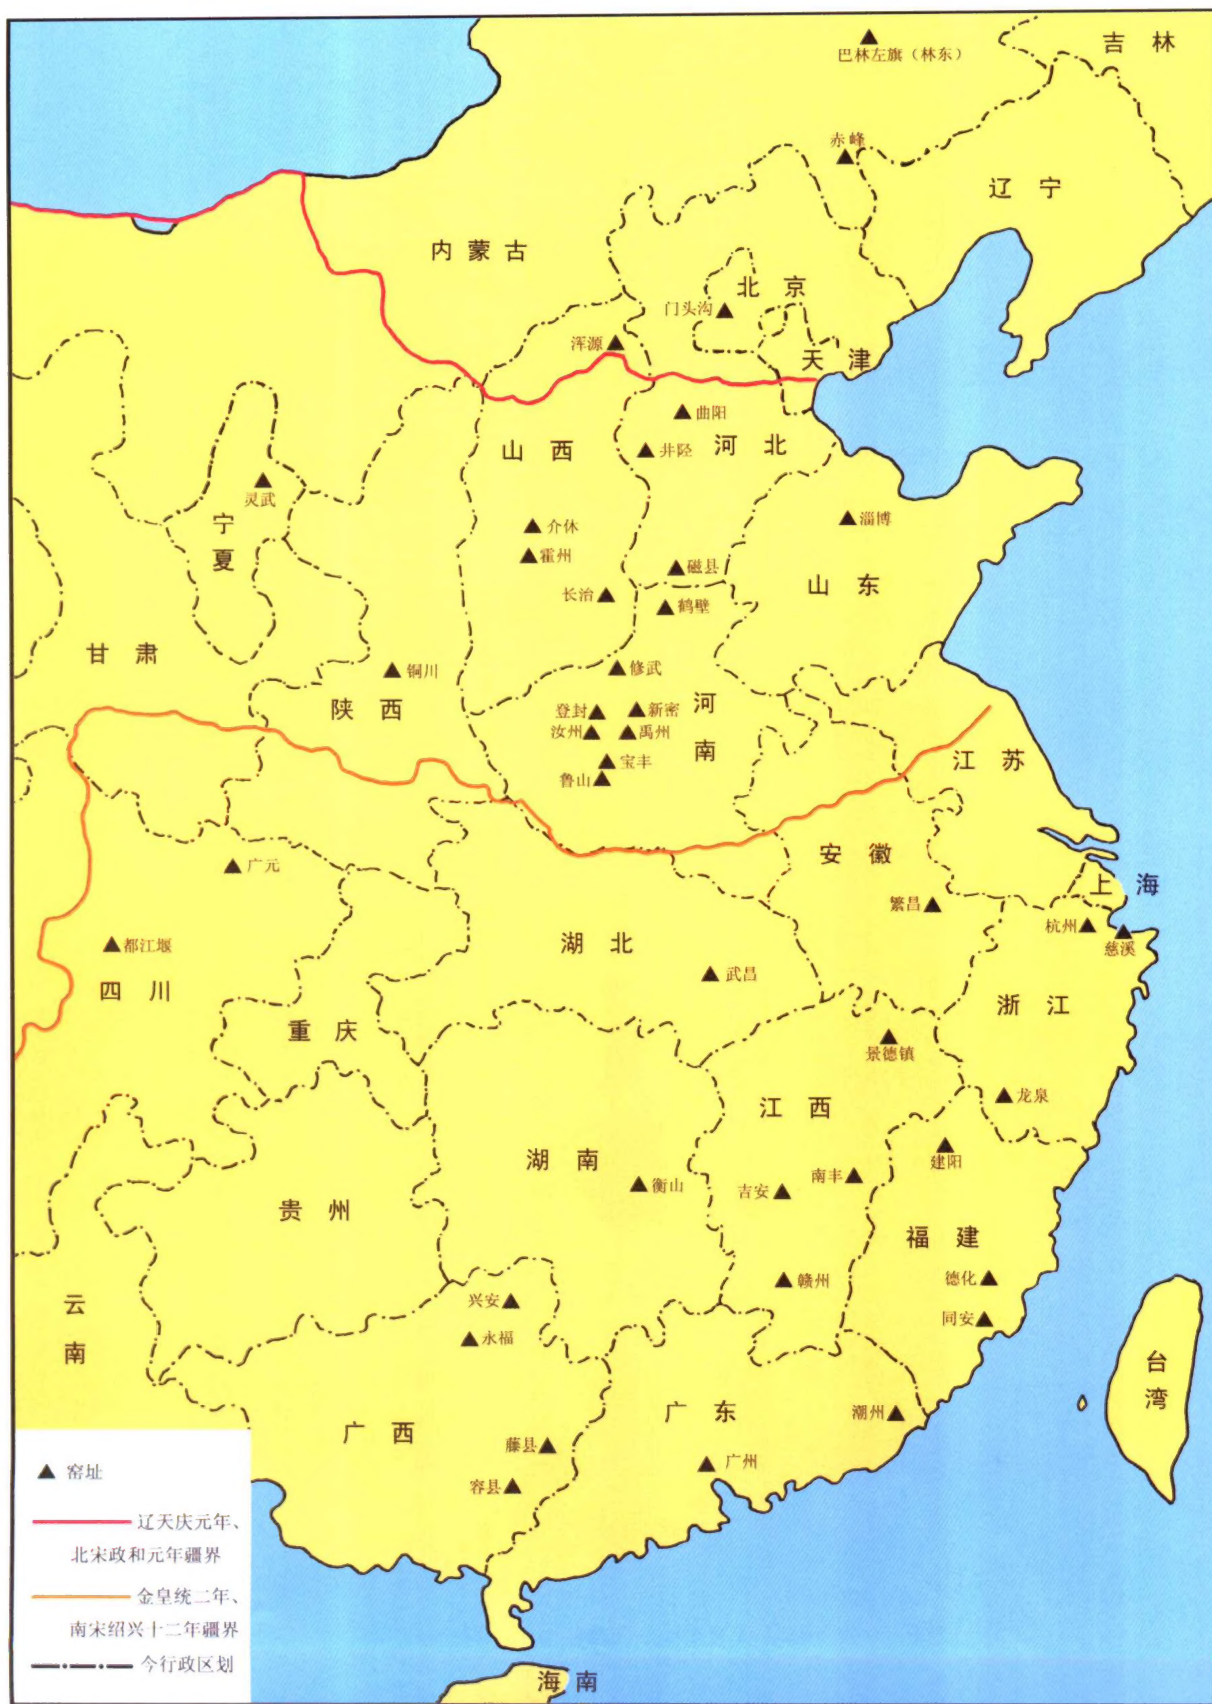 吉林
巴林左旗（林东）
赤峰
辽宁
内蒙古
北京
门头沟
浑源
天津
曲阳
山西
井陉
河北
灵武
宁夏
介休
淄博
霍州
磁县
山东
长治
鹤壁
甘肃
铜川
修武
陕西
登封
新密
河南
汝州
禹州
宝丰
鲁山
江苏
安徽
广元
上海
繁昌
杭州
慈溪
都江堰
湖北
武昌
四川
浙江
重庆
景德镇
龙泉
江西
建阳
湖南
衡山
吉安
南丰
贵州
福建
德化
赣州
云南
兴安
同安
永福
台湾
广西
广东
潮州
藤县
广州
容县
窑址
辽天庆元年、
北宋政和元年疆界
金皇统二年、
南宋绍兴十二年疆界
今行政区划
海南